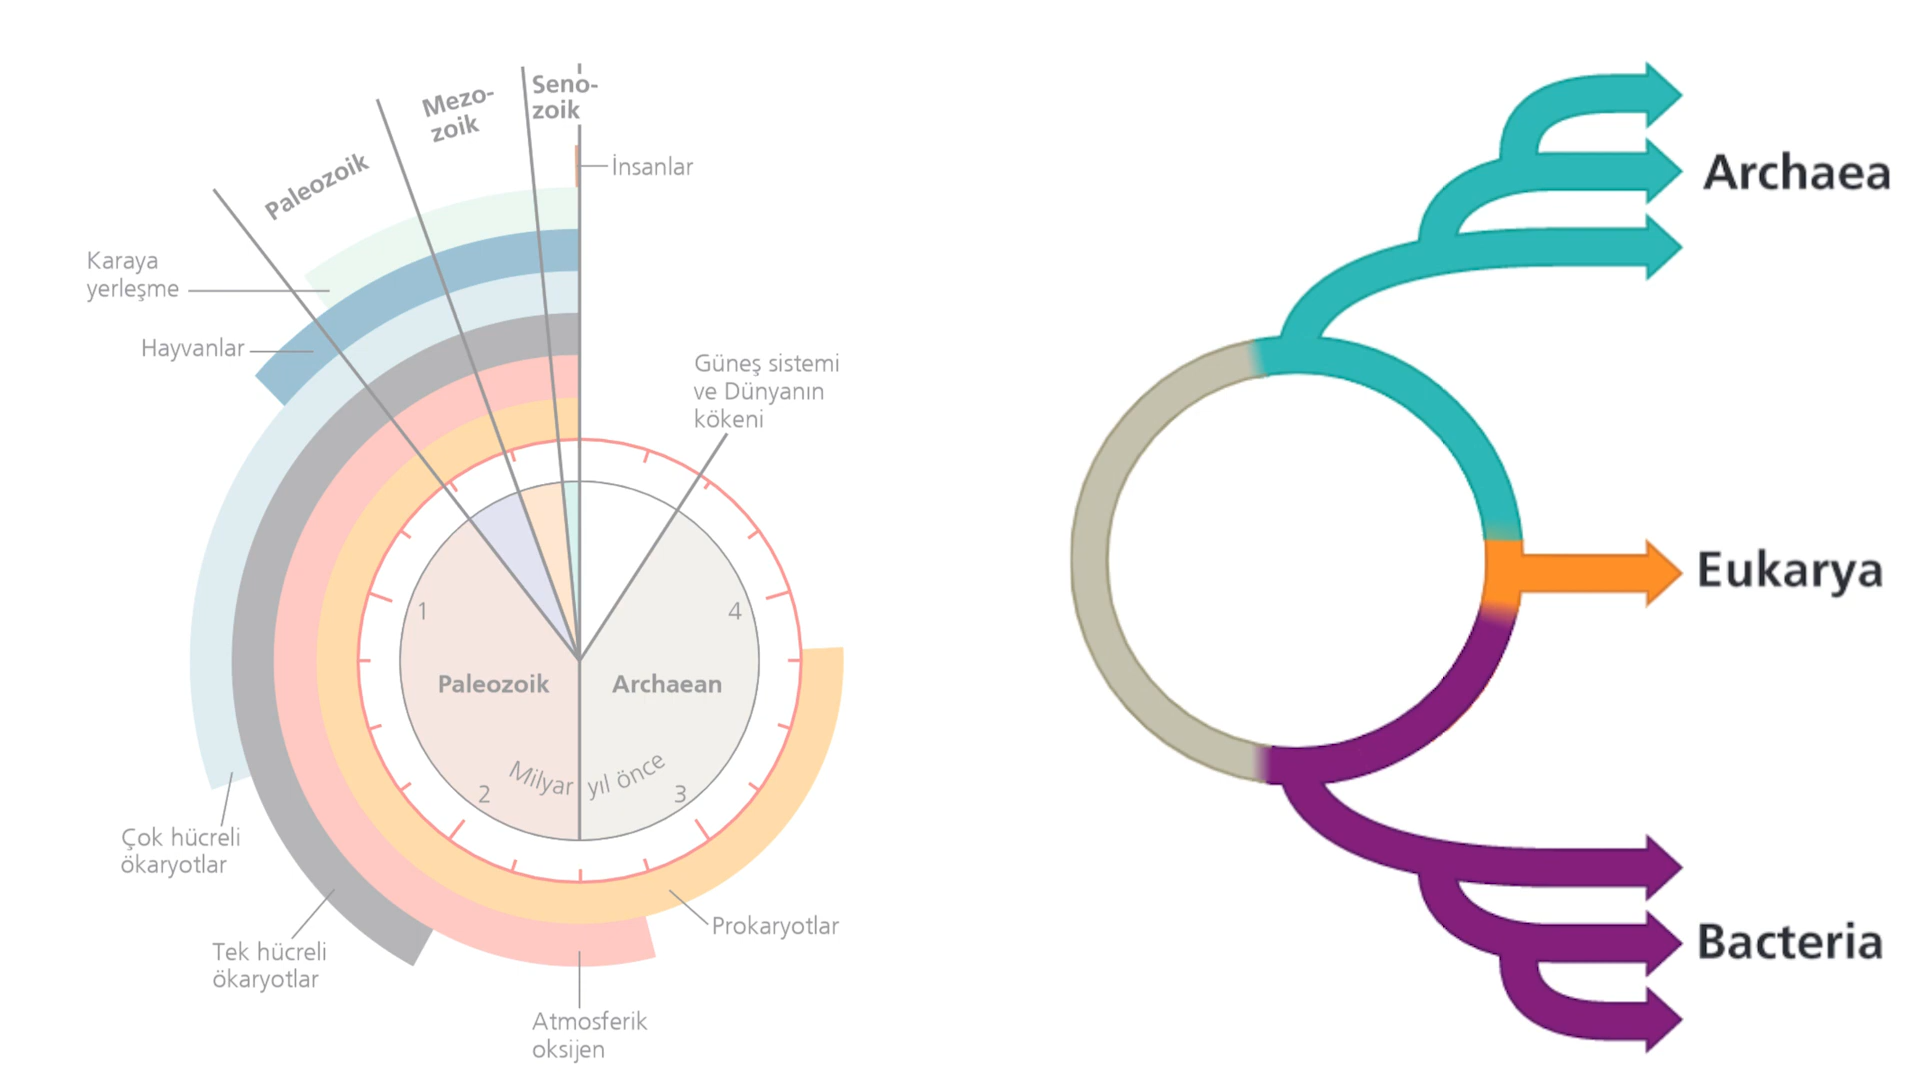 Seno-
zoik
Mezo-
zoik
Paleozoik
İnsanlar
Karaya
yerleşme
Hayvanlar
Güneş sistemi
ve Dünyanın
kökeni
1
4
Paleozoik
Archaean
Milyar yıl önce
2
3
Çok hücreli
ökaryotlar
Tek hücreli
ökaryotlar
Prokaryotlar
Atmosferik
oksijen
Archaea
Eukarya
Bacteria